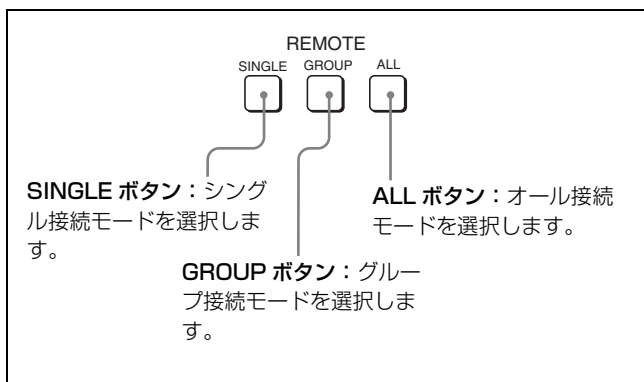 REMOTE
SINGLE GROUP ALL
SINGLE ボタン：シング
ル接続モードを選択しま
す。
GROUP ボタン：グルー
プ接続モードを選択しま
す。
ALL ボタン：オール接続
モードを選択します。